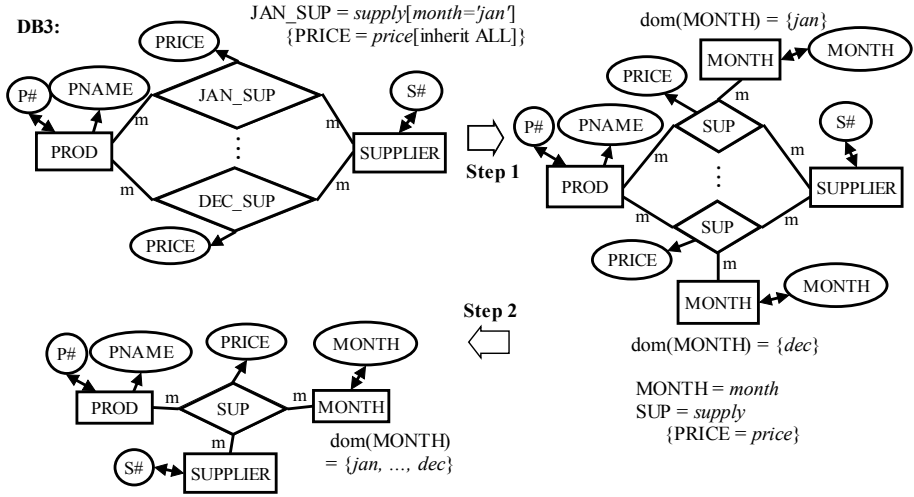 DB3:
JAN_SUP = supply[month='jan']
{PRICE = price[inherit ALL]}
PRICE
P#
PNAME
JAN_SUP
S#
m
m
PROD
⋮
SUPPLIER
m
m
DEC_SUP
PRICE
Step 1
dom(MONTH) = {jan}
MONTH
MONTH
PRICE
m
P#
PNAME
SUP
S#
m
m
PROD
⋮
SUPPLIER
m
m
SUP
PRICE
m
MONTH
MONTH
dom(MONTH) = {dec}
MONTH = month
SUP = supply
{PRICE = price}
Step 2
P#
PNAME
PRICE
MONTH
PROD
m
SUP
m
MONTH
m
dom(MONTH)
= {jan, ..., dec}
S#
SUPPLIER